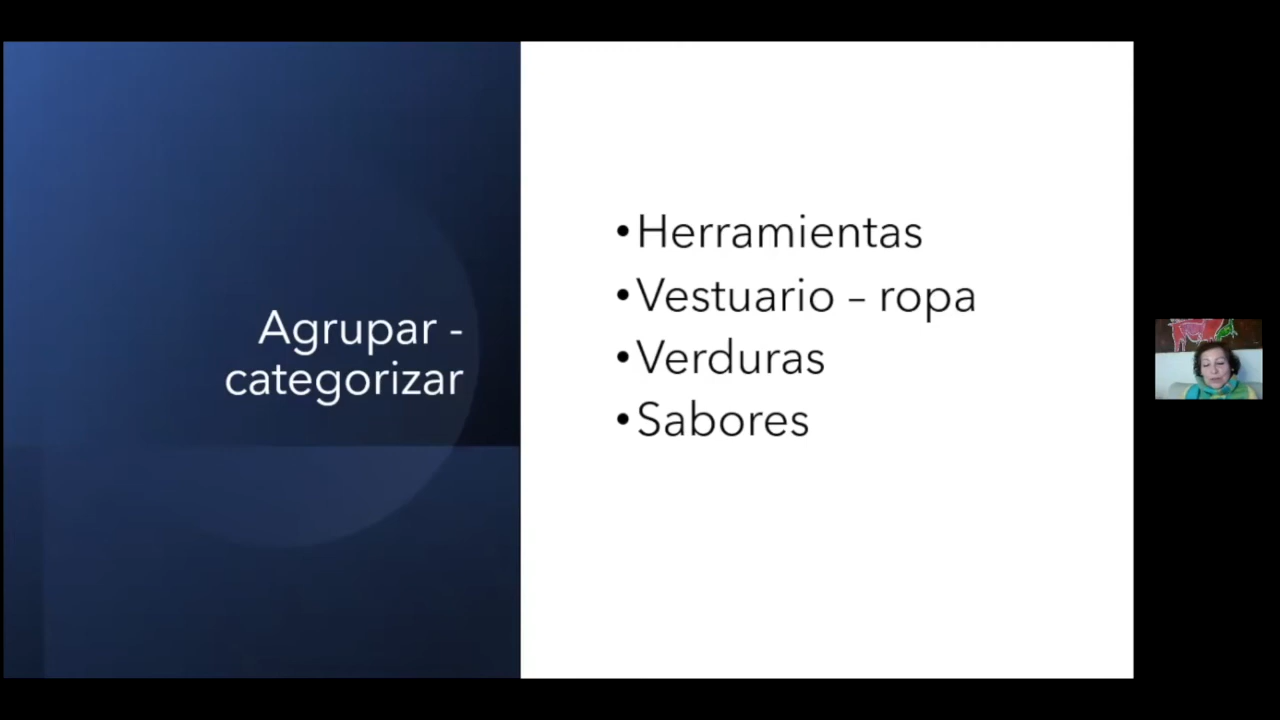 Agrupar -
categorizar
•Herramientas
•Vestuario – ropa
•Verduras
•Sabores